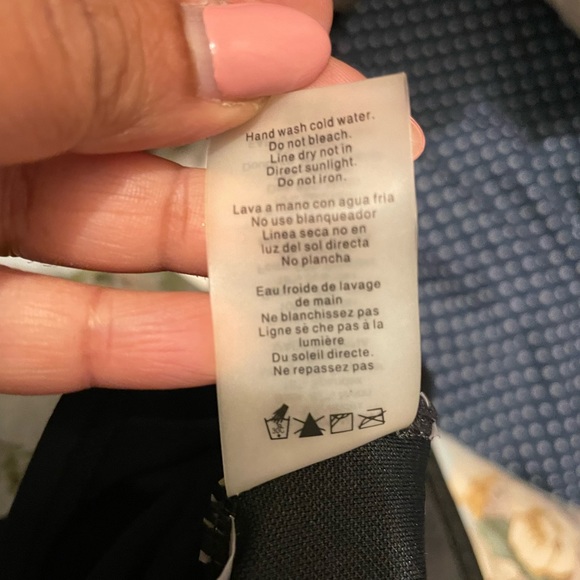 Hand wash cold water.
Do not bleach.
Line dry not in
Direct sunlight.
Do not iron.
Lava a mano con agua fria
No use blanqueador
Linea seca no en
luz del sol directa
No plancha
Eau froide de lavage
de main
Ne blanchissez pas
Ligne sè che pas à la
lumière
Du soleil directe.
Ne repassez pas